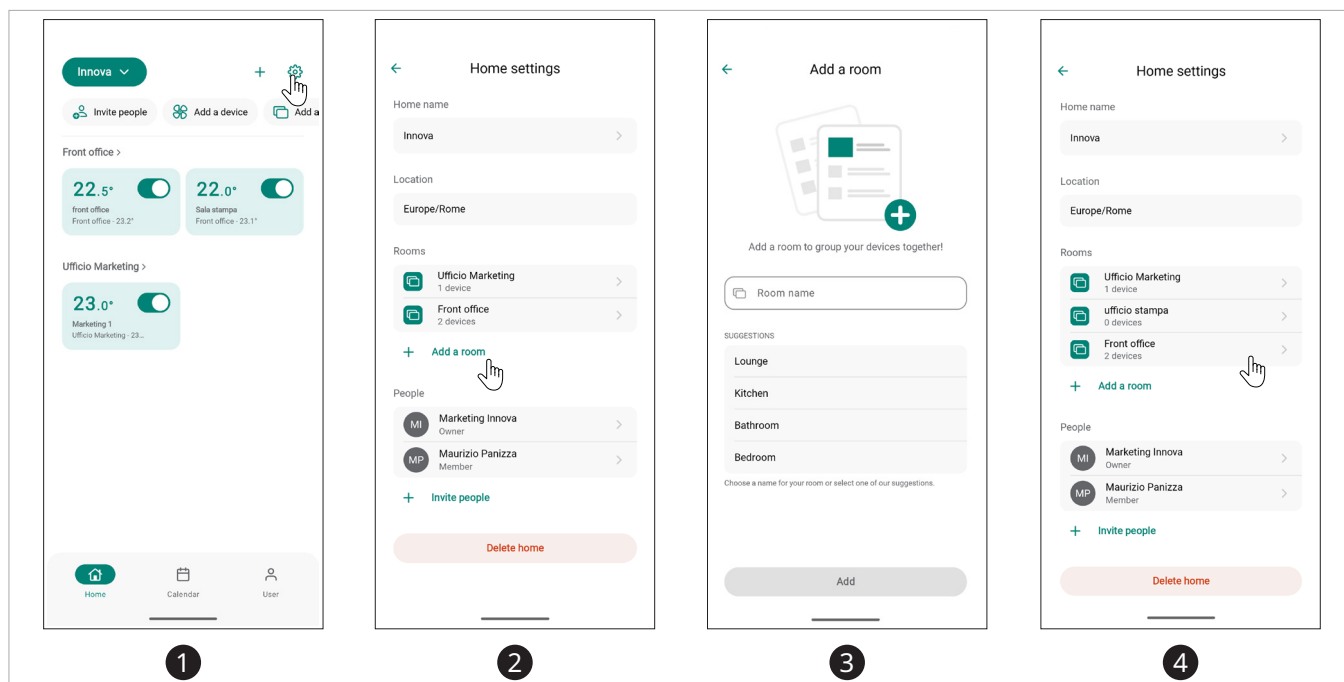 Innova
Invite people
Add a device
Add a
Front office >
22.5°
front office
Front office - 23.2°
22.0°
Sala stampa
Front office - 23.1°
Ufficio Marketing >
23.0°
Marketing 1
Ufficio Marketing - 23...
Home
Calendar
User
1
Home settings
Home name
Innova
Location
Europe/Rome
Rooms
Ufficio Marketing
1 device
Front office
2 devices
+ Add a room
People
MI
Marketing Innova
Owner
MP
Maurizio Panizza
Member
+ Invite people
Delete home
2
Add a room
Add a room to group your devices together!
Room name
SUGGESTIONS
Lounge
Kitchen
Bathroom
Bedroom
Choose a name for your room or select one of our suggestions.
Add
3
Home settings
Home name
Innova
Location
Europe/Rome
Rooms
Ufficio Marketing
1 device
ufficio stampa
0 devices
Front office
2 devices
+ Add a room
People
MI
Marketing Innova
Owner
MP
Maurizio Panizza
Member
+ Invite people
Delete home
4